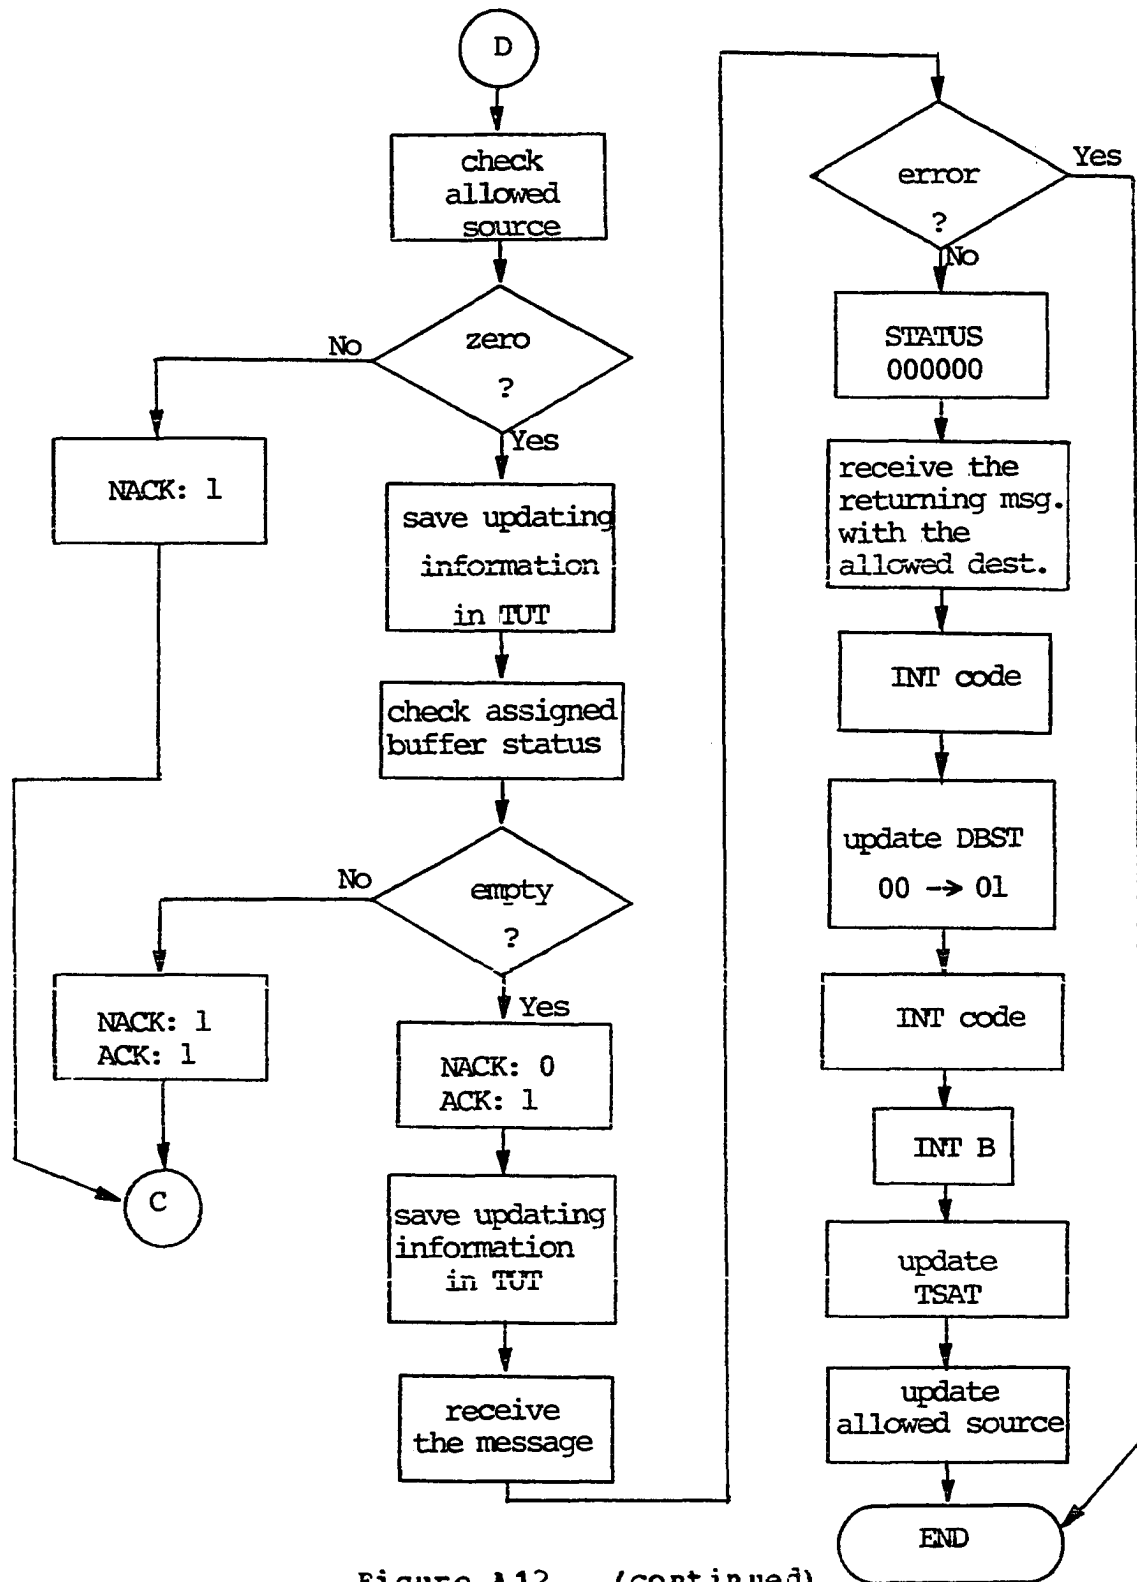 D
check
allowed
source
zero
?
No
Yes
NACK: 1
save updating
information
in TUT
check assigned
buffer status
empty
?
No
Yes
NACK: 1
ACK: 1
C
NACK: 0
ACK: 1
save updating
information
in TUT
receive
the message
error
?
Yes
No
STATUS
000000
receive the
returning msg.
with the
allowed dest.
INT code
update DBST
00 → 01
INT code
INT B
update
TSAT
update
allowed source
END
Figure A12 (continued)